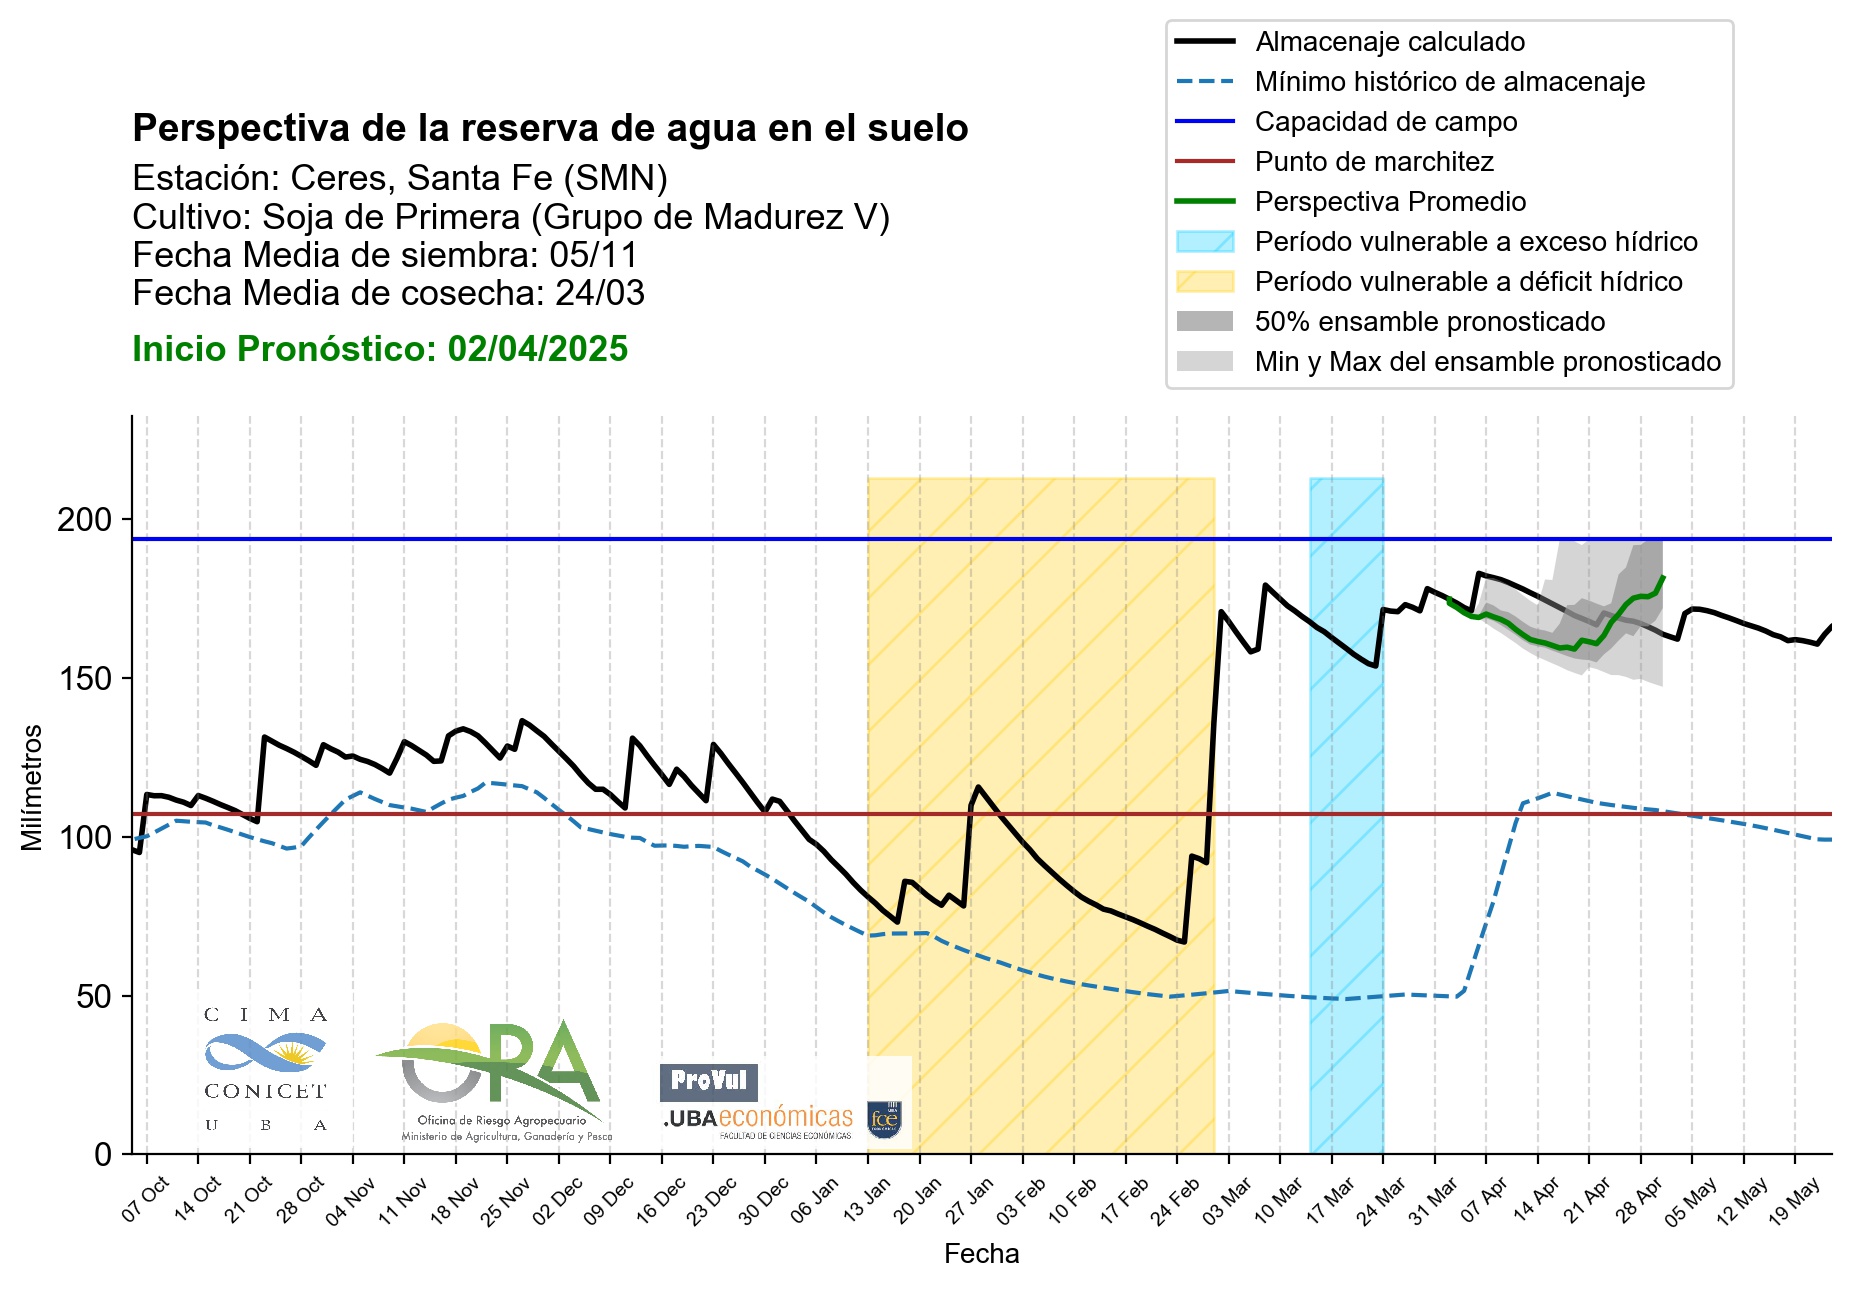 Almacenaje calculado
Mínimo histórico de almacenaje
Capacidad de campo
Punto de marchitez
Perspectiva Promedio
Período vulnerable a exceso hídrico
Período vulnerable a déficit hídrico
50% ensamble pronosticado
Min y Max del ensamble pronosticado
Perspectiva de la reserva de agua en el suelo
Estación: Ceres, Santa Fe (SMN)
Cultivo: Soja de Primera (Grupo de Madurez V)
Fecha Media de siembra: 05/11
Fecha Media de cosecha: 24/03
Inicio Pronóstico: 02/04/2025
200
150
100
50
0
Milímetros
C I M A
CONICET
U B A
ORA
Oficina de Riesgo Agropecuario
Ministerio de Agricultura, Ganadería y Pesca
ProVul
.UBAeconómicas
FACULTAD DE CIENCIAS ECONÓMICAS
UBA
fce
07 Oct
14 Oct
21 Oct
28 Oct
04 Nov
11 Nov
18 Nov
25 Nov
02 Dec
09 Dec
16 Dec
23 Dec
30 Dec
06 Jan
13 Jan
20 Jan
27 Jan
03 Feb
10 Feb
17 Feb
24 Feb
03 Mar
10 Mar
17 Mar
24 Mar
31 Mar
07 Apr
14 Apr
21 Apr
28 Apr
05 May
12 May
19 May
Fecha